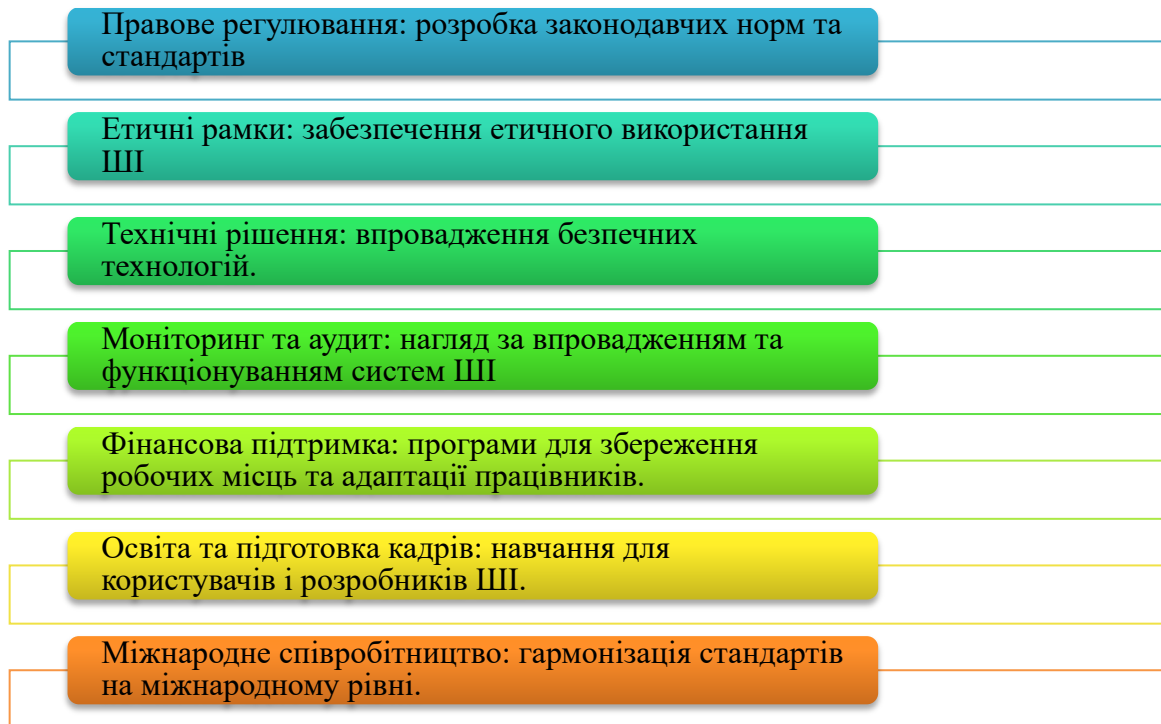 Правове регулювання: розробка законодавчих норм та
стандартів
Етичні рамки: забезпечення етичного використання
ШІ
Технічні рішення: впровадження безпечних
технологій.
Моніторинг та аудит: нагляд за впровадженням та
функціонуванням систем ШІ
Фінансова підтримка: програми для збереження
робочих місць та адаптації працівників.
Освіта та підготовка кадрів: навчання для
користувачів і розробників ШІ.
Міжнародне співробітництво: гармонізація стандартів
на міжнародному рівні.